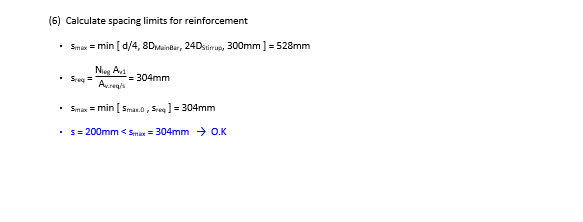 (6) Calculate spacing limits for reinforcement
• smax = min [ d/4, 8DMainBar, 24DStirrup, 300mm ] = 528mm
• sreq = Nleg Av1 / Av.req/s = 304mm
• smax = min [ smax.0 , sreq ] = 304mm
• s = 200mm < smax = 304mm → O.K